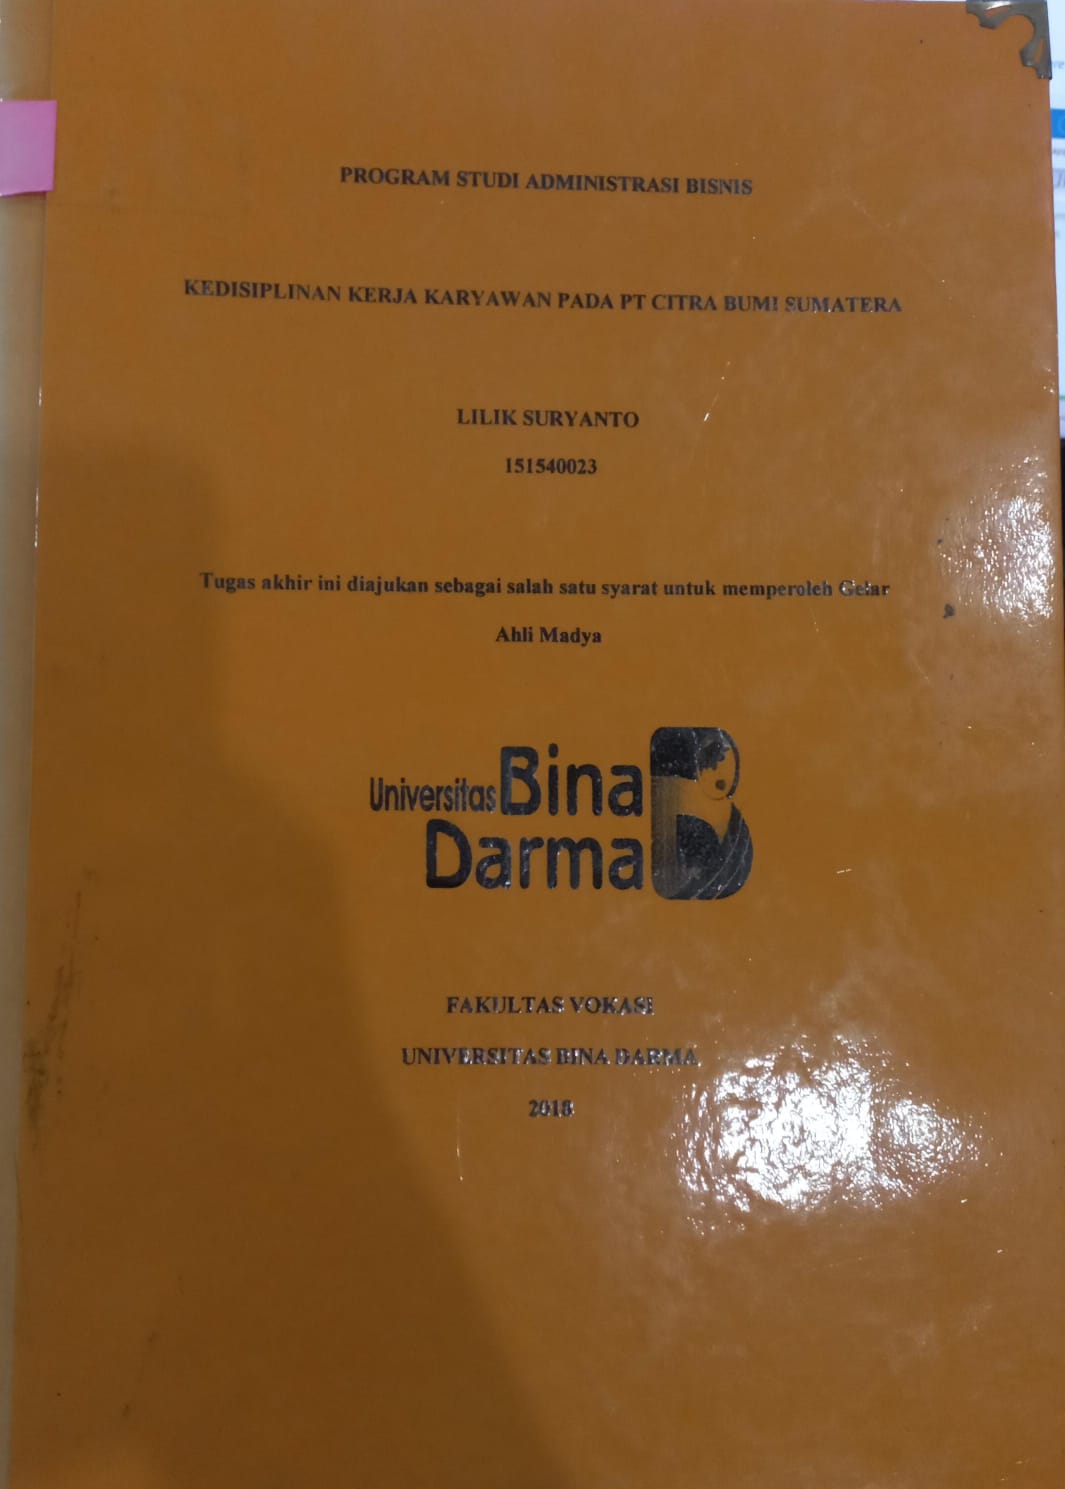 PROGRAM STUDI ADMINISTRASI BISNIS
KEDISIPLINAN KERJA KARYAWAN PADA PT CITRA BUMI SUMATERA
LILIK SURYANTO
151540023
Tugas akhir ini diajukan sebagai salah satu syarat untuk memperoleh Gelar
Ahli Madya
Universitas Bina
Darma
FAKULTAS VOKASI
UNIVERSITAS BINA DARMA
2018